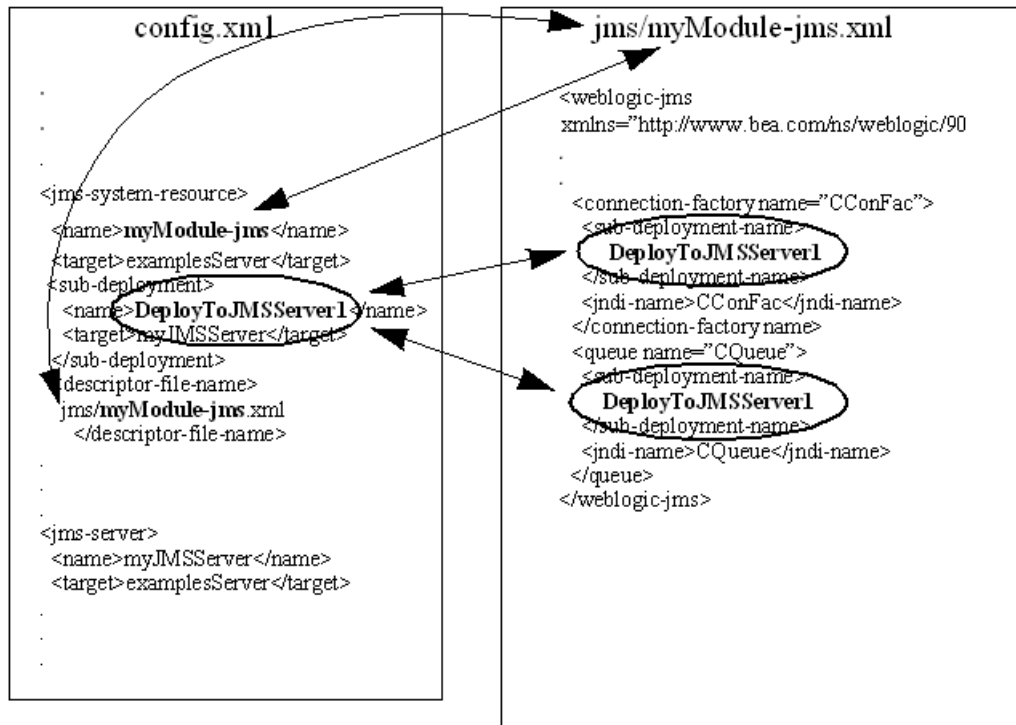 config.xml
.
.
.
<jms-system-resource>
<name>myModule-jms</name>
<target>examplesServer</target>
<sub-deployment>
<name>DeployToJMSServer1</name>
<target>myJMSServer</target>
</sub-deployment>
<descriptor-file-name>
jms/myModule-jms.xml
</descriptor-file-name>
.
.
.
<jms-server>
<name>myJMSServer</name>
<target>examplesServer</target>
.
.
.
jms/myModule-jms.xml
<weblogic-jms
xmlns=”http://www.bea.com/ns/weblogic/90
.
.
<connection-factory name=”CConFac”>
<sub-deployment-name>
DeployToJMSServer1
</sub-deployment-name>
<jndi-name>CConFac</jndi-name>
</connection-factory name>
<queue name=”CQueue”>
<sub-deployment-name>
DeployToJMSServer1
</sub-deployment-name>
<jndi-name>CQueue</jndi-name>
</queue>
</weblogic-jms>